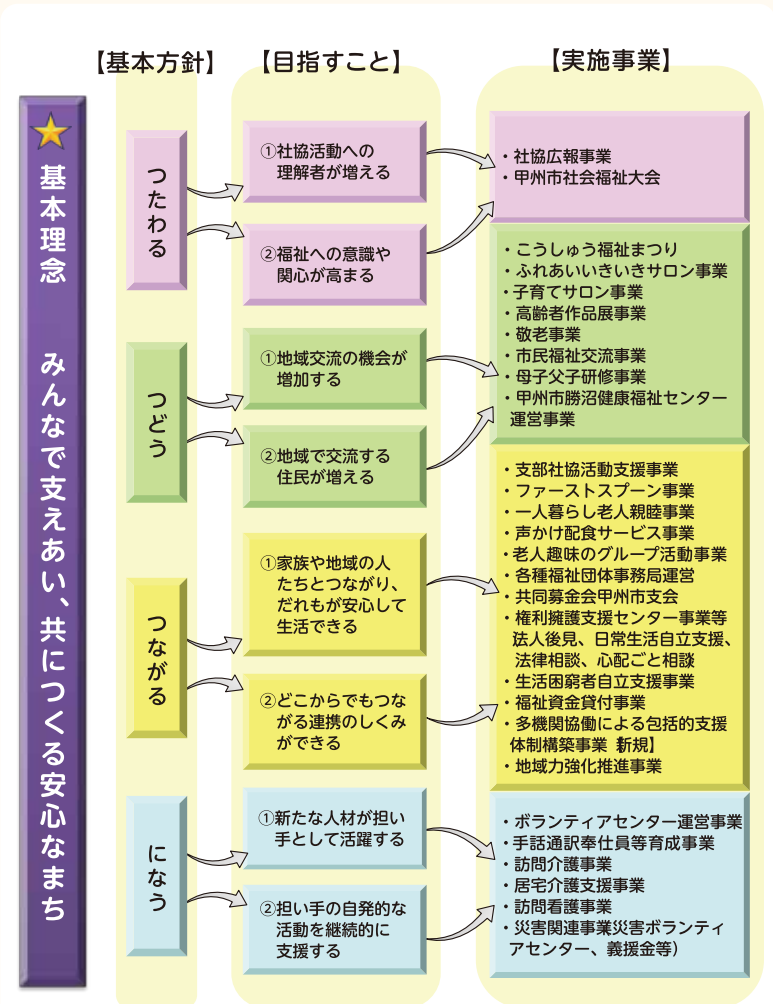 【基本方針】
【目指すこと】
【実施事業】
基本理念　みんなで支えあい、共につくる安心なまち
つたわる
①社協活動への
理解者が増える
②福祉への意識や
関心が高まる
・社協広報事業
・甲州市社会福祉大会
つどう
①地域交流の機会が
増加する
②地域で交流する
住民が増える
・こうしゅう福祉まつり
・ふれあいいきいきサロン事業
・子育てサロン事業
・高齢者作品展事業
・敬老事業
・市民福祉交流事業
・母子父子研修事業
・甲州市勝沼健康福祉センター
運営事業
つながる
①家族や地域の人
たちとつながり、
だれもが安心して
生活できる
②どこからでもつな
がる連携のしくみ
ができる
・支部社協活動支援事業
・ファーストスプーン事業
・一人暮らし老人親睦事業
・声かけ配食サービス事業
・老人趣味のグループ活動事業
・各種福祉団体事務局運営
・共同募金会甲州市支会
・権利擁護支援センター事業等
法人後見、日常生活自立支援、
法律相談、心配ごと相談
・生活困窮者自立支援事業
・福祉資金貸付事業
・多機関協働による包括的支援
体制構築事業 新規】
・地域力強化推進事業
になう
①新たな人材が担い
手として活躍する
②担い手の自発的な
活動を継続的に
支援する
・ボランティアセンター運営事業
・手話通訳奉仕員等育成事業
・訪問介護事業
・居宅介護支援事業
・訪問看護事業
・災害関連事業災害ボランティ
アセンター、義援金等）